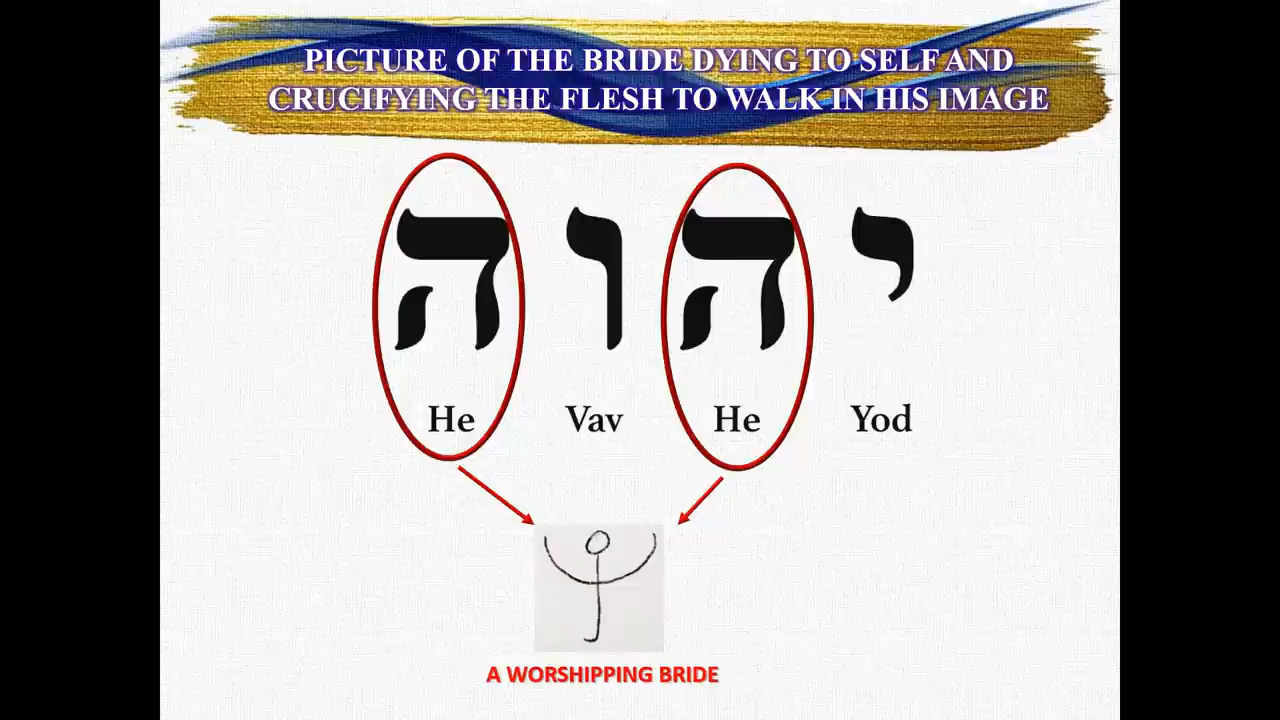 PICTURE OF THE BRIDE DYING TO SELF AND
CRUCIFYING THE FLESH TO WALK IN HIS IMAGE
יהוה
He Vav He Yod
A WORSHIPPING BRIDE